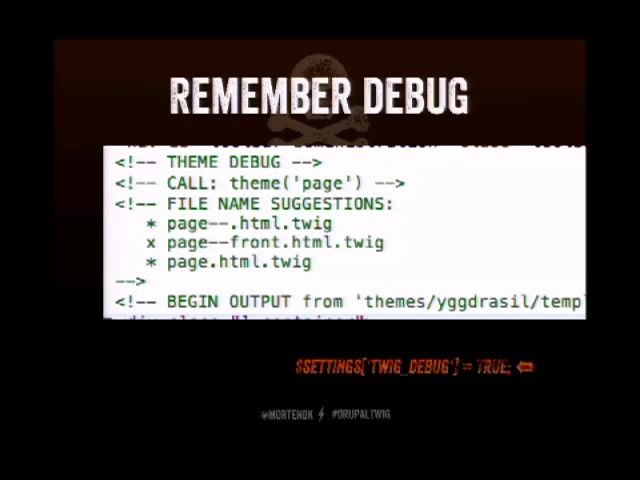 REMEMBER DEBUG
<!-- THEME DEBUG -->
<!-- CALL: theme('page') -->
<!-- FILE NAME SUGGESTIONS:
* page--.html.twig
x page--front.html.twig
* page.html.twig
-->
<!-- BEGIN OUTPUT from 'themes/yggdrasil/templ
$SETTINGS['TWIG_DEBUG'] = TRUE;
@MORTENDK #DRUPALTWIG